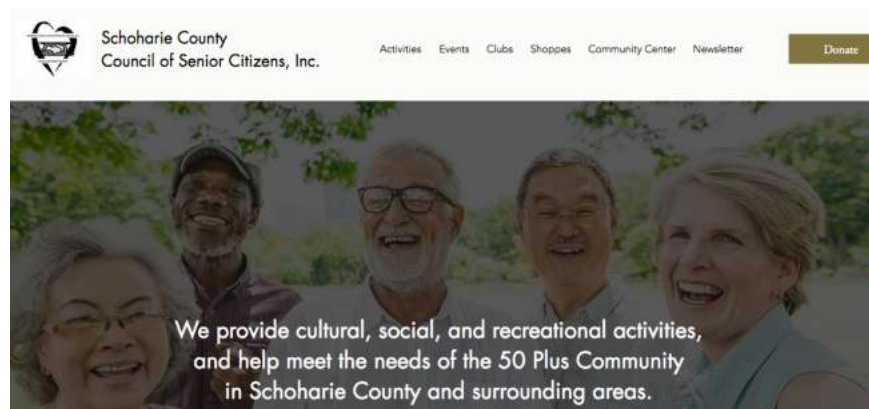 Schoharie County
Council of Senior Citizens, Inc.
Activities Events Clubs Shoppes Community Center Newsletter
Donate
We provide cultural, social, and recreational activities,
and help meet the needs of the 50 Plus Community
in Schoharie County and surrounding areas.